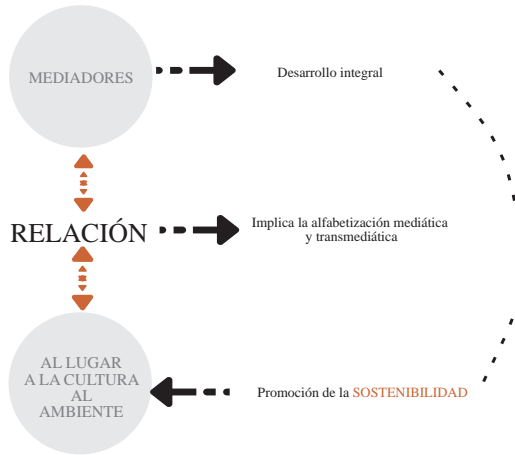 MEDIADORES
Desarrollo integral
RELACIÓN
Implica la alfabetización mediática
y transmediática
AL LUGAR
A LA CULTURA
AL
AMBIENTE
Promoción de la SOSTENIBILIDAD